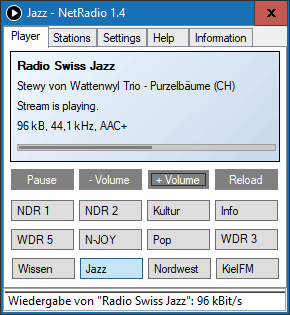 Jazz - NetRadio 1.4 x
Player Stations Settings Help Information
Radio Swiss Jazz
Stewy von Wattenwyl Trio - Purzelbäume (CH)
Stream is playing.
96 kB, 44,1 kHz, AAC+
Pause - Volume + Volume Reload
NDR 1 NDR 2 Kultur Info
WDR 5 N-JOY Pop WDR 3
Wissen Jazz Nordwest KielFM
Wiedergabe von "Radio Swiss Jazz": 96 kBit/s